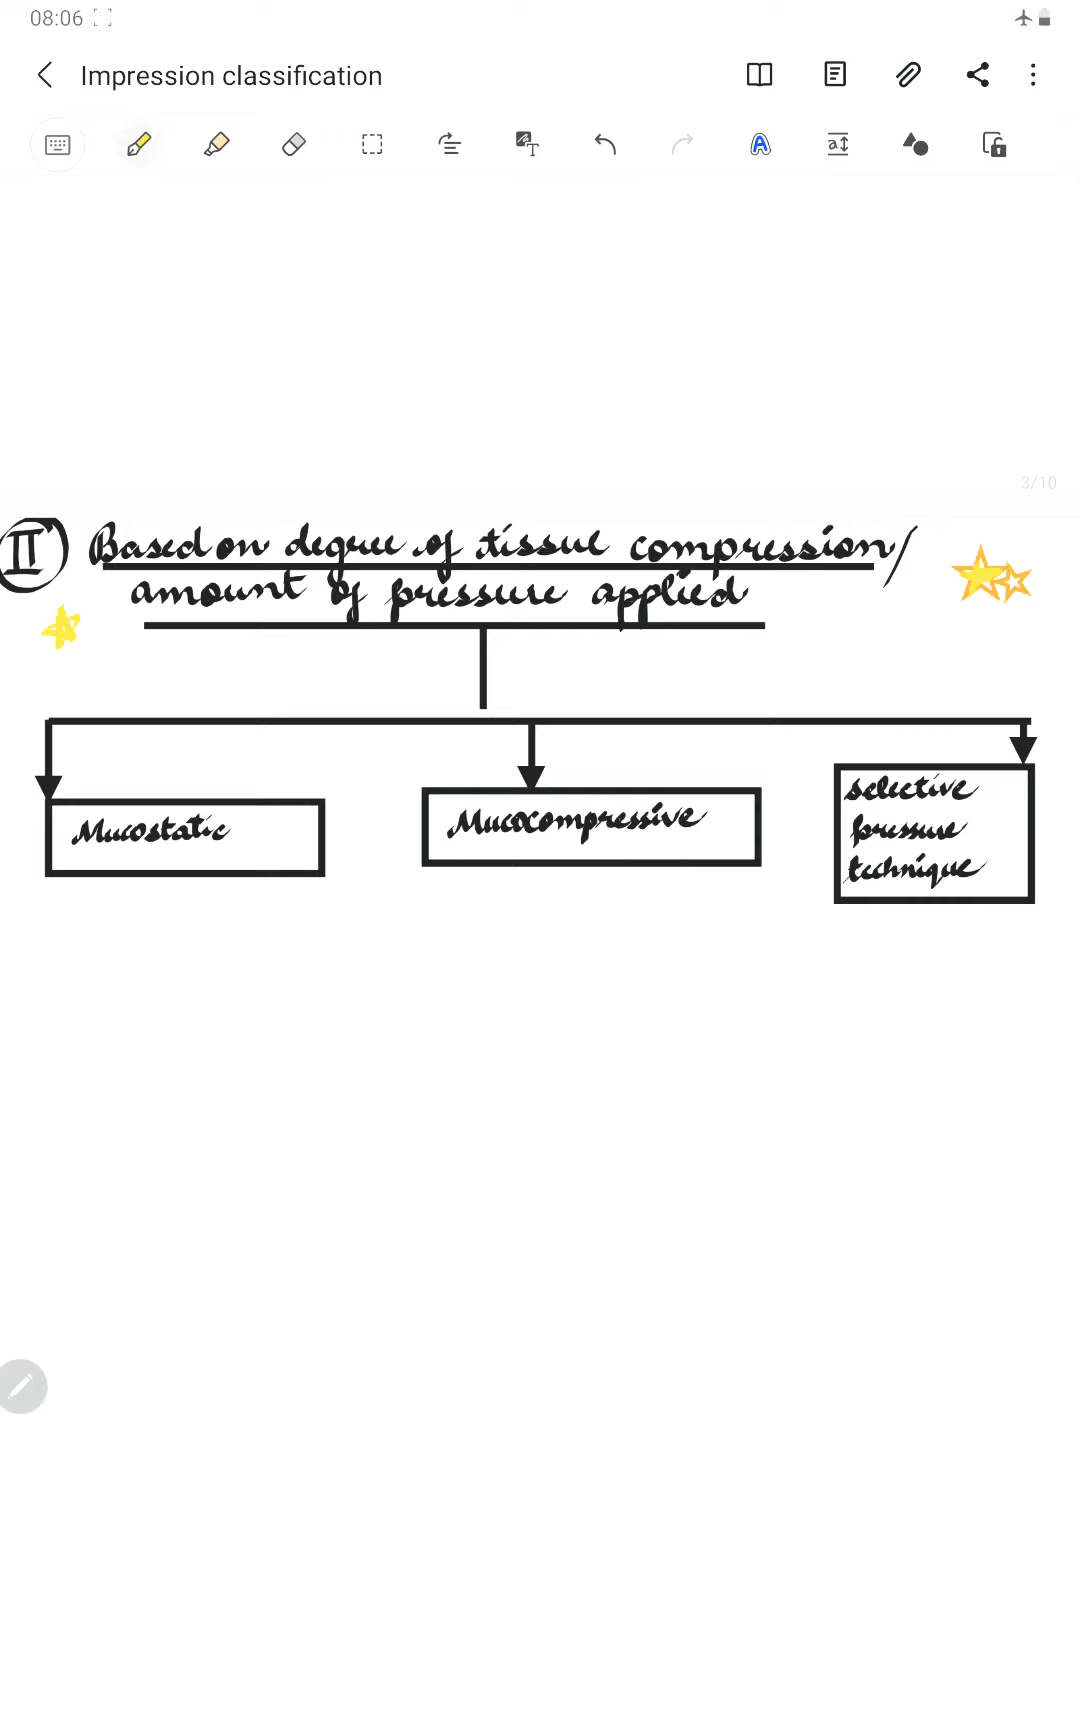 08:06
Impression classification
3/10
II Based on degree of tissue compression/
amount of pressure applied
Mucostatic
Mucocompressive
selective
pressure
technique